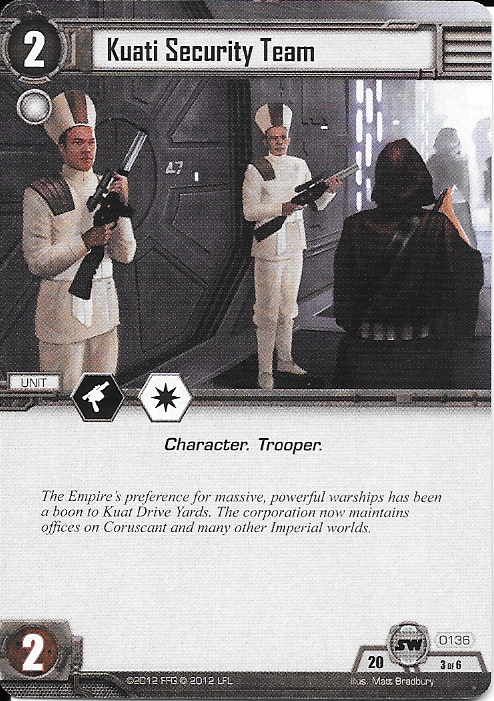 2
Kuati Security Team
UNIT
Character. Trooper.
The Empire's preference for massive, powerful warships has been
a boon to Kuat Drive Yards. The corporation now maintains
offices on Coruscant and many other Imperial worlds.
2
SW
0136
20
3 OF 6
©2012 FFG © 2012 LFL
Illus. Matt Bradbury